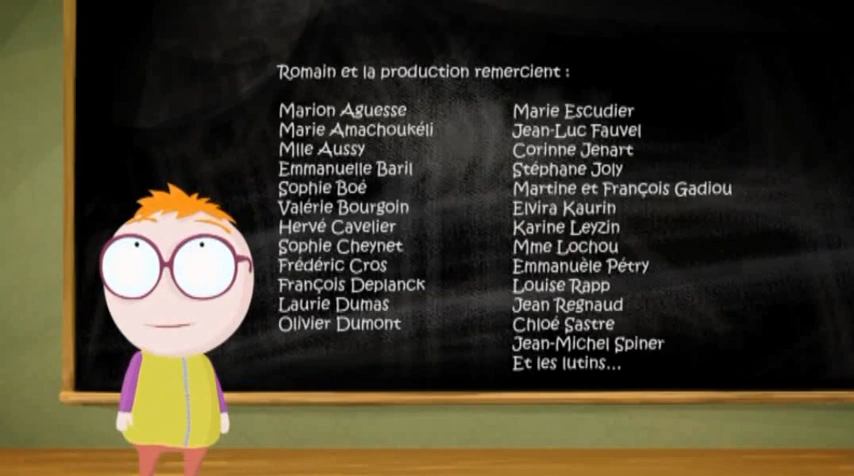 Romain et la production remercient :
Marion Aguesse
Marie Amachoukéli
Mlle Aussy
Emmanuelle Baril
Sophie Boé
Valérie Bourgoin
Hervé Cavelier
Sophie Cheynet
Frédéric Cros
François Deplanck
Laurie Dumas
Olivier Dumont
Marie Escudier
Jean-Luc Fauvel
Corinne Jenart
Stéphane Joly
Martine et François Gadiou
Elvira Kaurin
Karine Leyzin
Mme Lochou
Emmanuèle Pétry
Louise Rapp
Jean Regnaud
Chloé Sastre
Jean-Michel Spiner
Et les lutins...